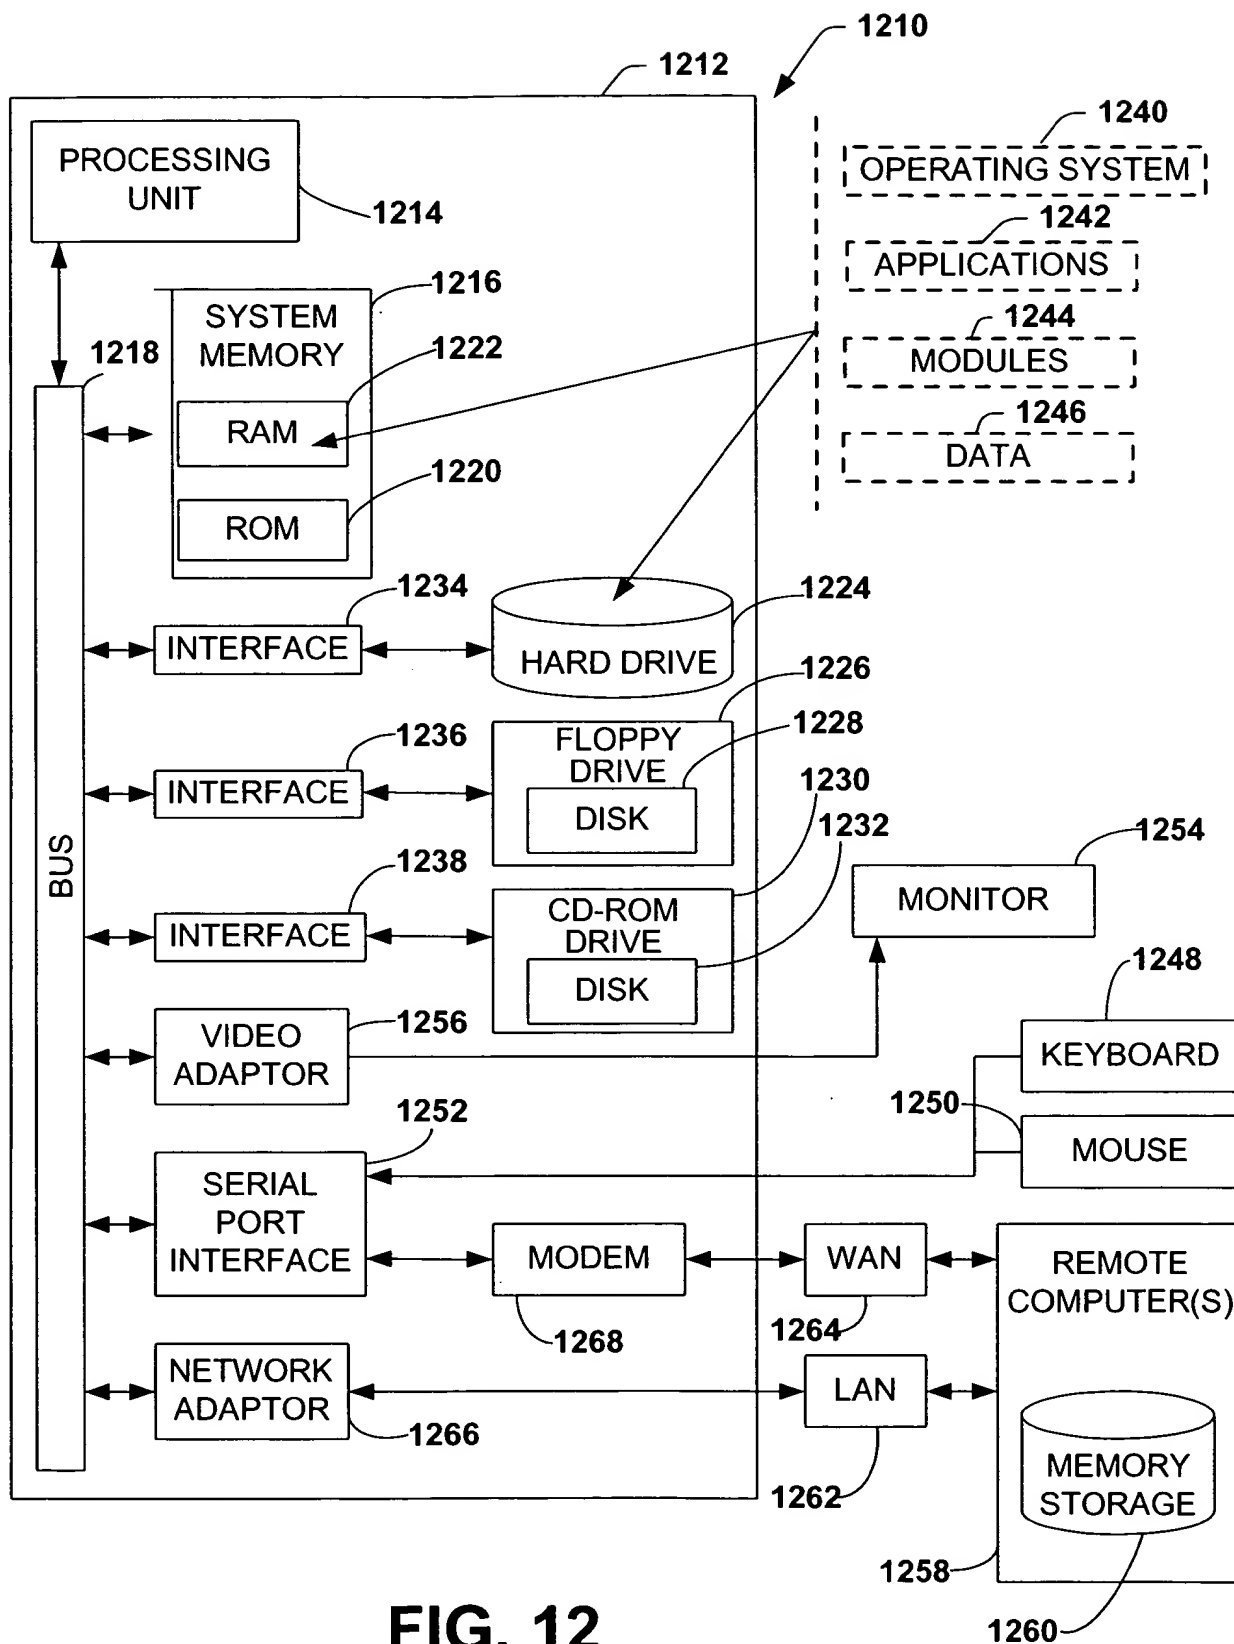 1210
1212
1240
PROCESSING
UNIT
OPERATING SYSTEM
1214
1242
APPLICATIONS
1216
SYSTEM
MEMORY
1244
1218
1222
MODULES
RAM
1246
DATA
1220
ROM
1234
1224
INTERFACE
HARD DRIVE
1226
1236
1228
FLOPPY
DRIVE
INTERFACE
1230
DISK
1232
1254
BUS
1238
MONITOR
CD-ROM
DRIVE
INTERFACE
1248
DISK
1256
VIDEO
ADAPTOR
KEYBOARD
1252
1250
MOUSE
SERIAL
PORT
INTERFACE
MODEM
WAN
REMOTE
COMPUTER(S)
1268
1264
NETWORK
ADAPTOR
LAN
1266
MEMORY
STORAGE
1262
1258
FIG. 12
1260